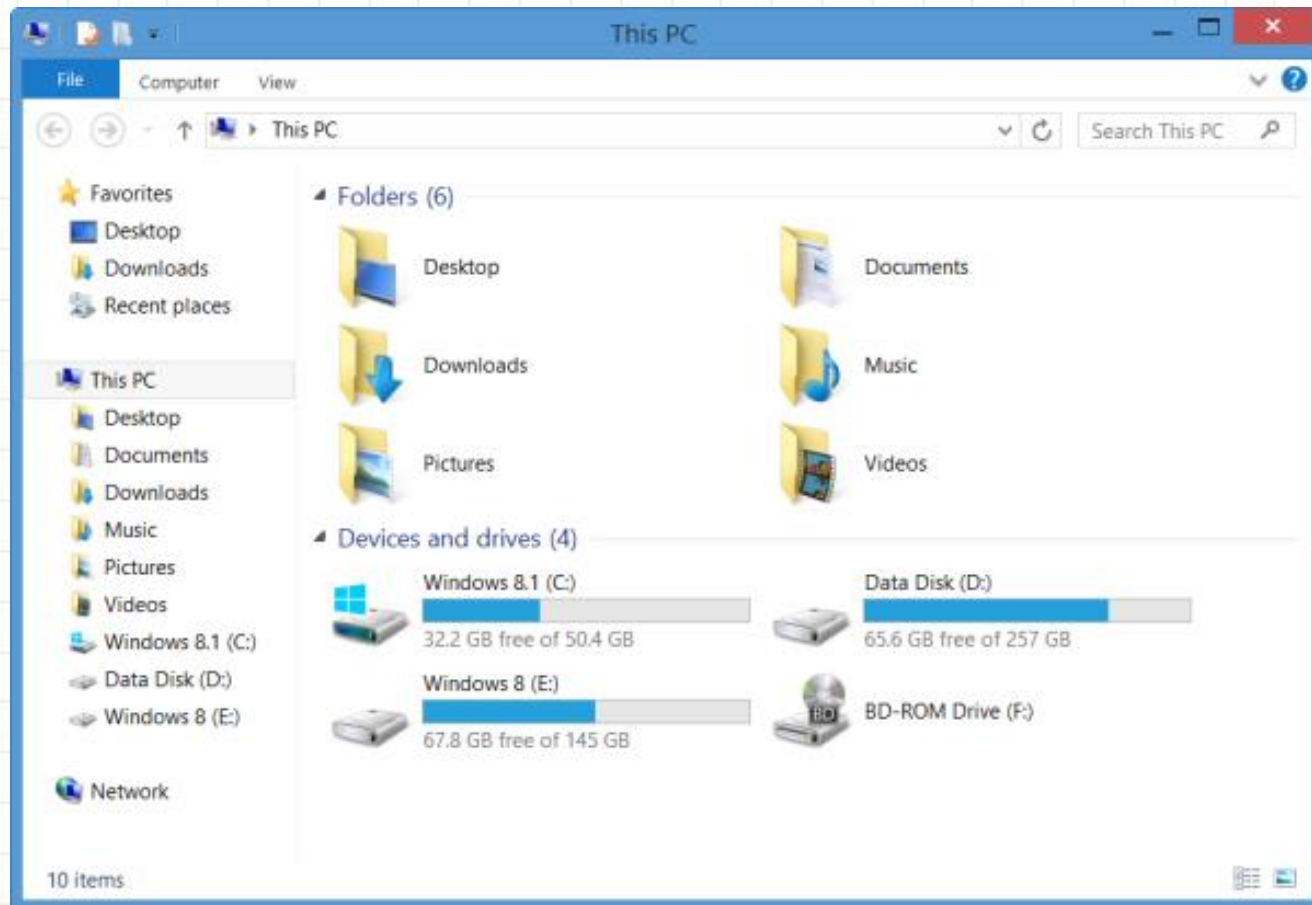 This PC
File Computer View
This PC
Search This PC
Favorites
Desktop
Downloads
Recent places
This PC
Desktop
Documents
Downloads
Music
Pictures
Videos
Windows 8.1 (C:)
Data Disk (D:)
Windows 8 (E:)
Network
Folders (6)
Desktop
Documents
Downloads
Music
Pictures
Videos
Devices and drives (4)
Windows 8.1 (C:)
32.2 GB free of 50.4 GB
Data Disk (D:)
65.6 GB free of 257 GB
Windows 8 (E:)
67.8 GB free of 145 GB
BD
BD-ROM Drive (F:)
10 items